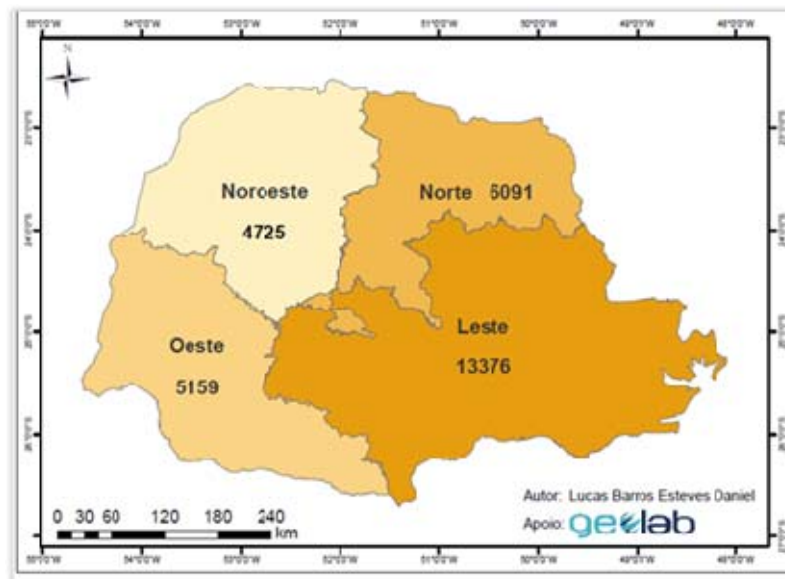 N
Noroeste
4725
Norte 6091
Oeste
5159
Leste
13376
0 30 60 120 180 240
km
Autor: Lucas Barros Esteves Daniel
Apoio: geolab